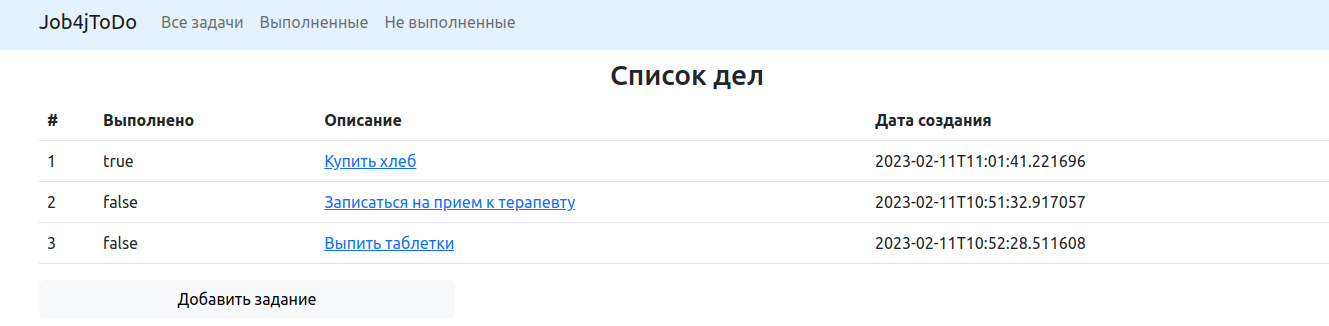 Job4jToDo Все задачи Выполненные Не выполненные
Список дел
# Выполнено Описание Дата создания
1 true Купить хлеб 2023-02-11T11:01:41.221696
2 false Записаться на прием к терапевту 2023-02-11T10:51:32.917057
3 false Выпить таблетки 2023-02-11T10:52:28.511608
Добавить задание